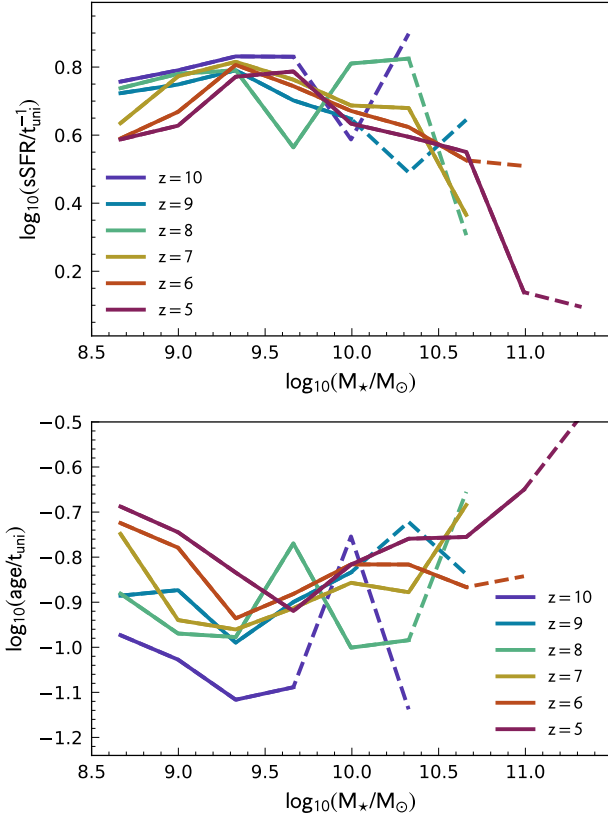 0.8
0.6
0.4
0.2
log₁₀(sSFR/t⁻¹ᵤₙᵢ)
z = 10
z = 9
z = 8
z = 7
z = 6
z = 5
8.5 9.0 9.5 10.0 10.5 11.0
log₁₀(M⋆/M⊙)
−0.5
−0.6
−0.7
−0.8
−0.9
−1.0
−1.1
−1.2
log₁₀(age/tᵤₙᵢ)
z = 10
z = 9
z = 8
z = 7
z = 6
z = 5
8.5 9.0 9.5 10.0 10.5 11.0
log₁₀(M⋆/M⊙)